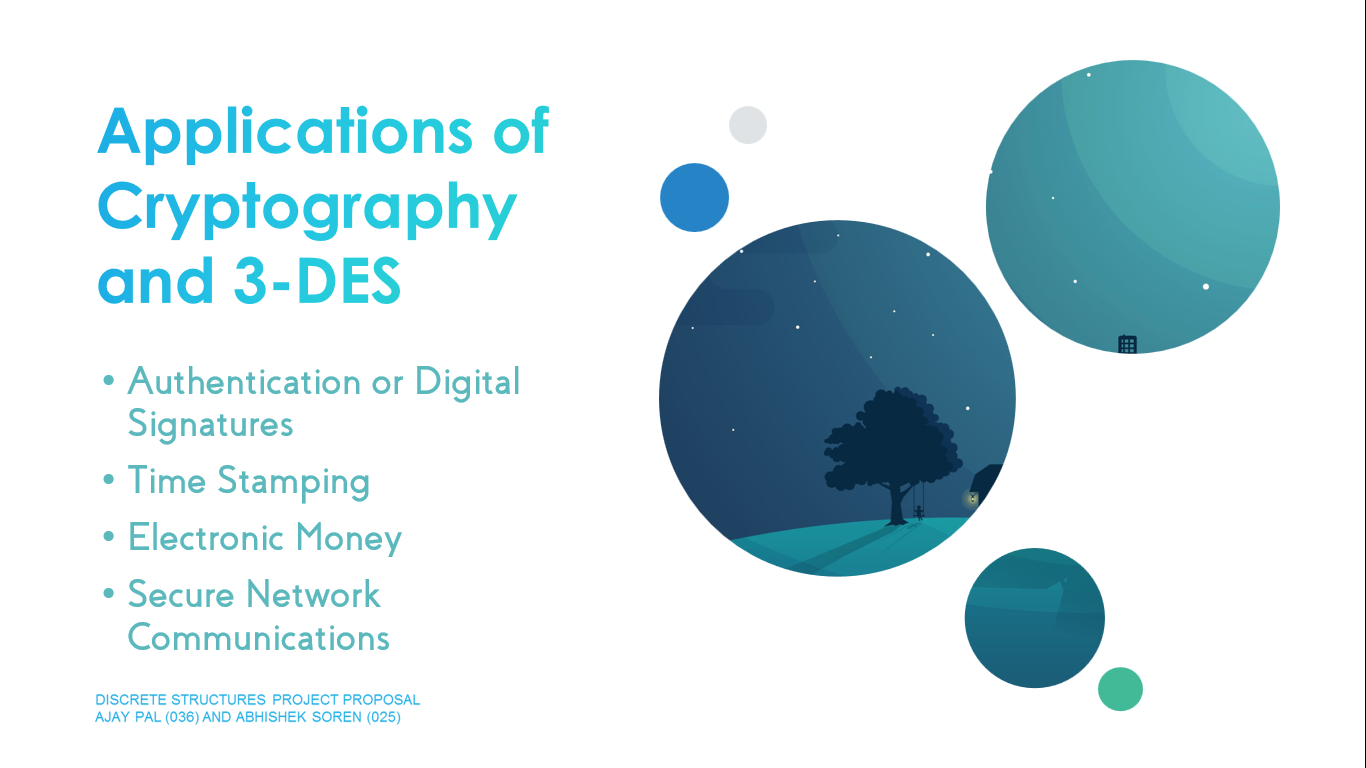 Applications of
Cryptography
and 3-DES
• Authentication or Digital
Signatures
• Time Stamping
• Electronic Money
• Secure Network
Communications
DISCRETE STRUCTURES PROJECT PROPOSAL
AJAY PAL (036) AND ABHISHEK SOREN (025)